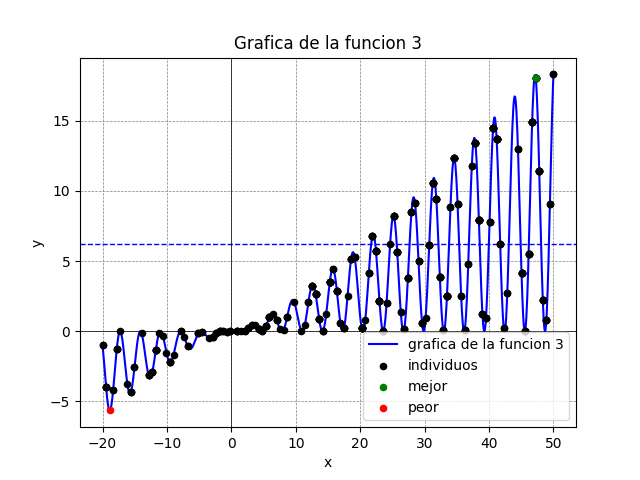 Grafica de la funcion 3
y
15
10
5
0
−5
grafica de la funcion 3
individuos
mejor
peor
−20 −10 0 10 20 30 40 50
x